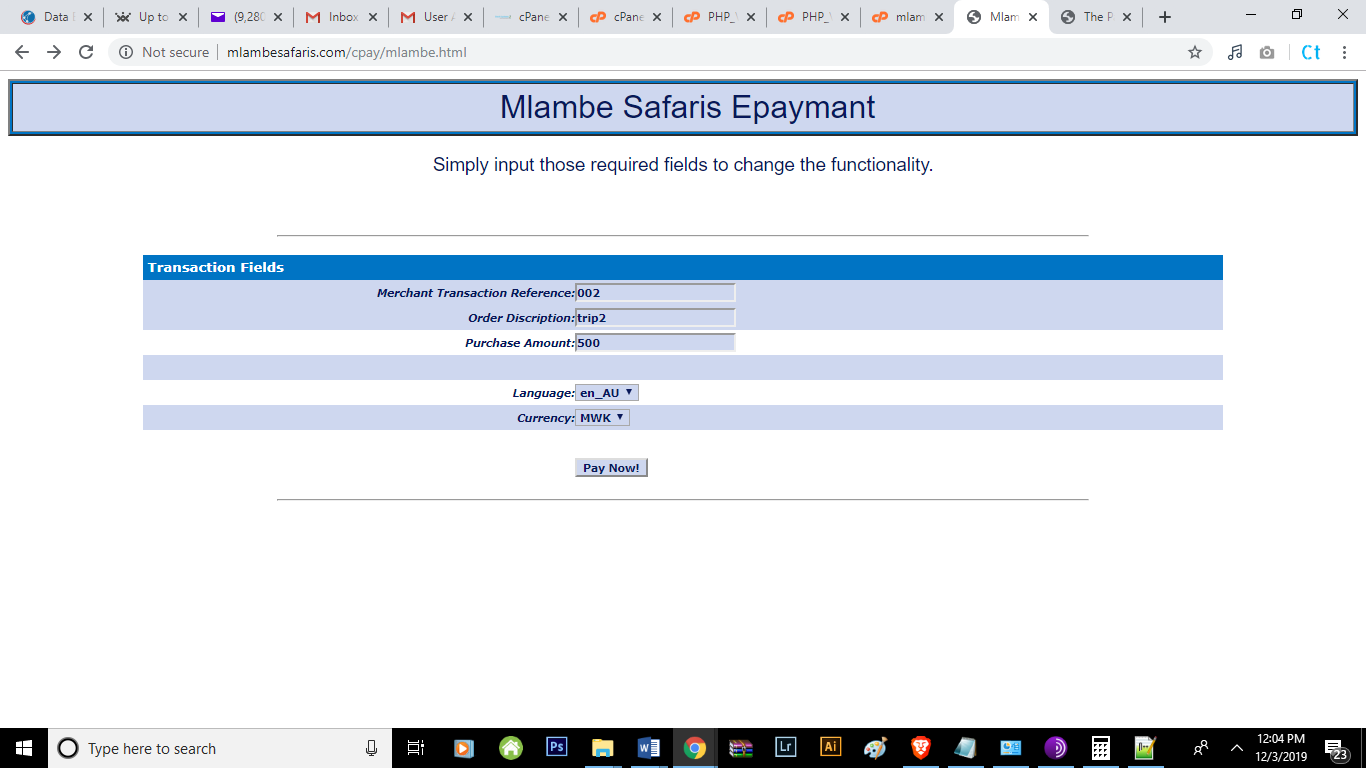 Data E
Up to
(9,280
Inbox
User A
cPane
cPane
PHP_V
PHP_V
mlam
Mlam
The P
Not secure
mlambesafaris.com/cpay/mlambe.html
Ct
Mlambe Safaris Epaymant
Simply input those required fields to change the functionality.
Transaction Fields
Merchant Transaction Reference: 002
Order Discription: trip2
Purchase Amount: 500
Language: en_AU
Currency: MWK
Pay Now!
Type here to search
Ps
W
Lr
Ai
12:04 PM
12/3/2019
23